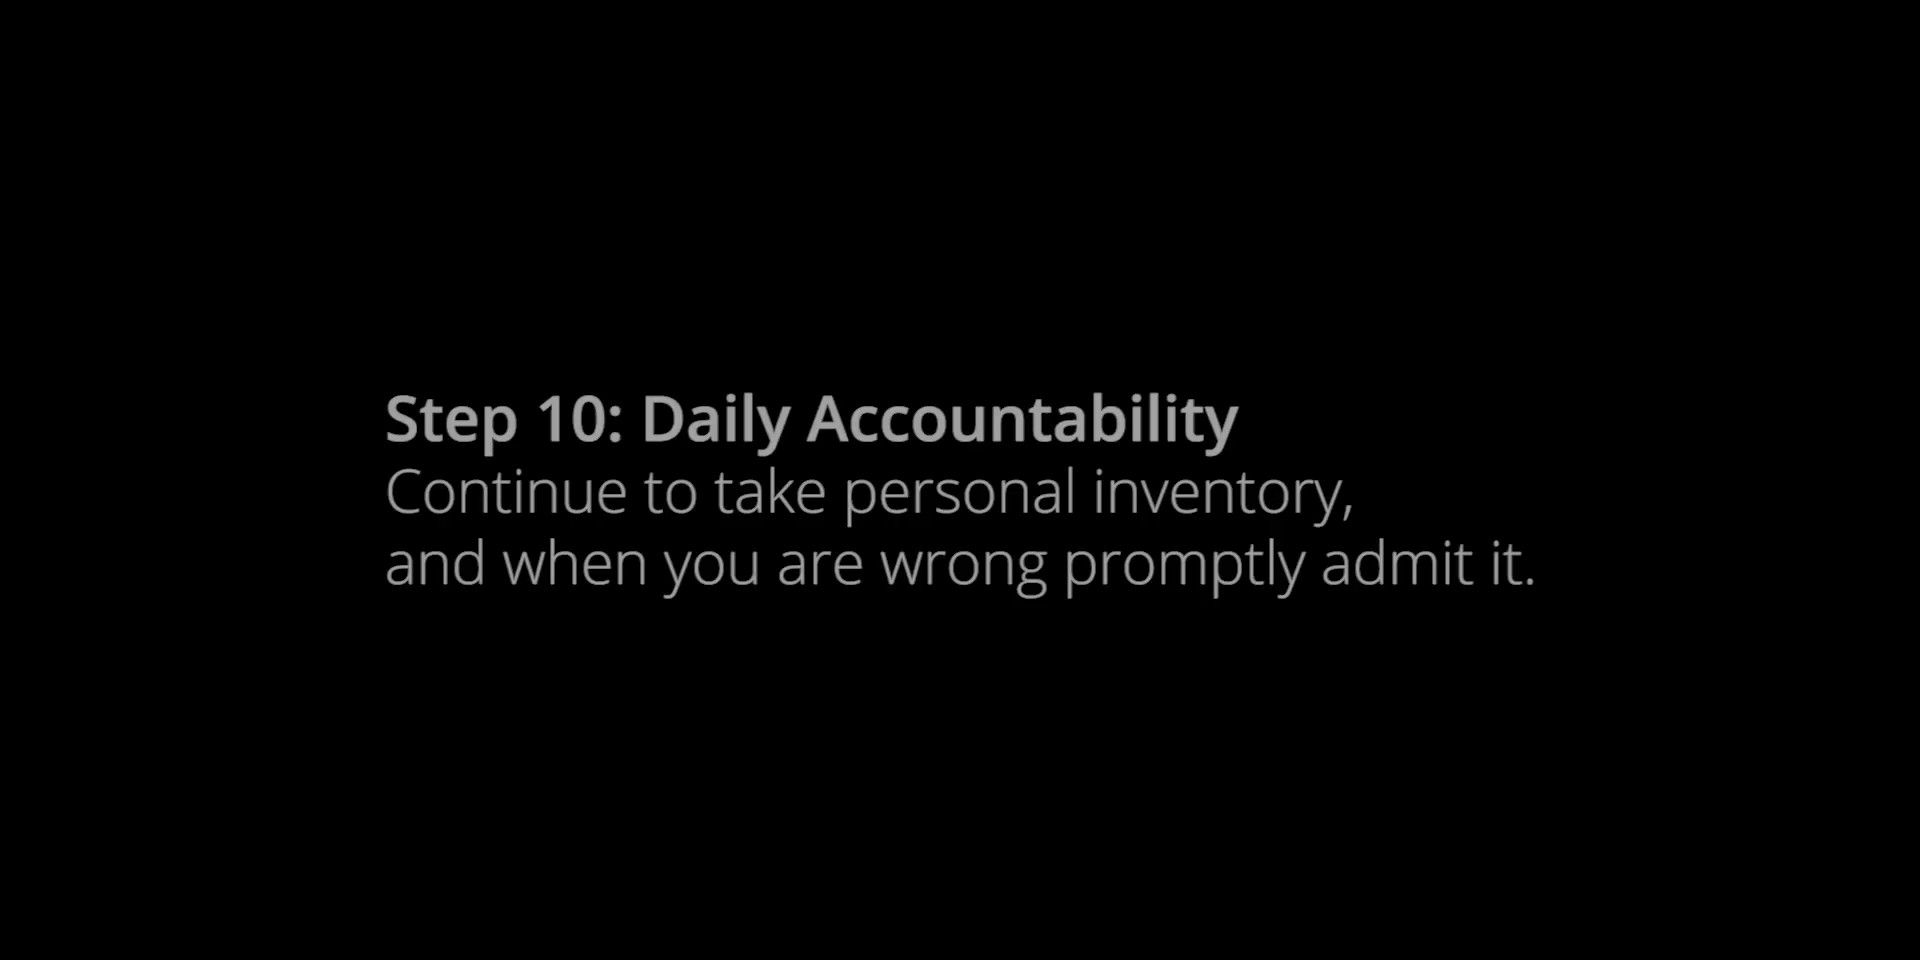 Step 10: Daily Accountability
Continue to take personal inventory,
and when you are wrong promptly admit it.